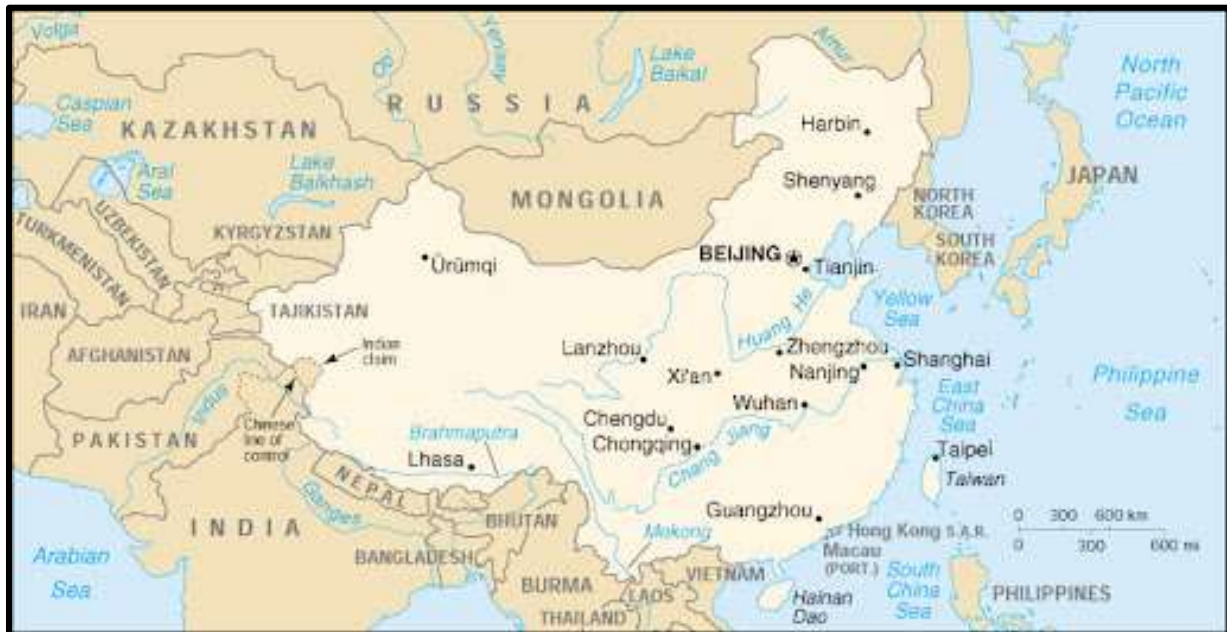 Volga
Ob
Yenisey
Lake
Baikal
Amur
RUSSIA
North
Pacific
Ocean
Caspian
Sea
KAZAKHSTAN
Aral
Sea
Lake
Balkhash
MONGOLIA
Harbin
Shenyang
NORTH
KOREA
JAPAN
SOUTH
KOREA
UZBEKISTAN
TURKMENISTAN
KYRGYZSTAN
Ürümqi
BEIJING
Tianjin
IRAN
TAJIKISTAN
AFGHANISTAN
Indian
claim
Yellow
Sea
Huang He
Lanzhou
Zhengzhou
Xi'an
Nanjing
Shanghai
Indus
Chinese
line of
control
PAKISTAN
Wuhan
East
China
Sea
Philippine
Sea
Chengdu
Chongqing
Chang Jiang
Brahmaputra
Lhasa
Taipei
Taiwan
NEPAL
Ganges
INDIA
BHUTAN
Guangzhou
Mekong
Hong Kong S.A.R.
Macau
(PORT.)
0 300 600 km
0 300 600 mi
BANGLADESH
Arabian
Sea
BURMA
VIETNAM
LAOS
THAILAND
Hainan
Dao
South
China
Sea
PHILIPPINES